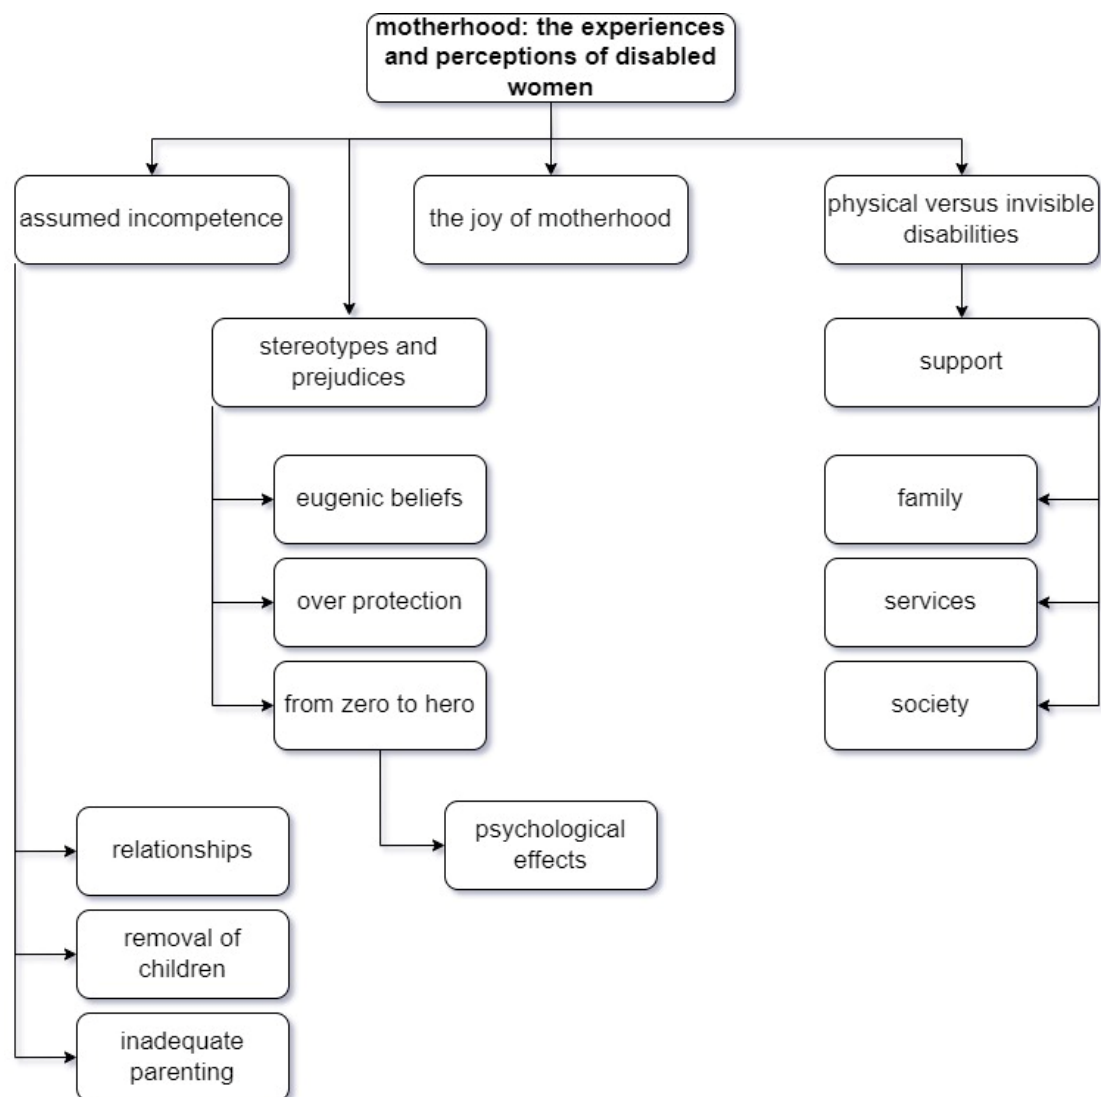 motherhood: the experiences
and perceptions of disabled
women
assumed incompetence
the joy of motherhood
physical versus invisible
disabilities
stereotypes and
prejudices
support
eugenic beliefs
family
over protection
services
from zero to hero
society
relationships
psychological
effects
removal of
children
inadequate
parenting